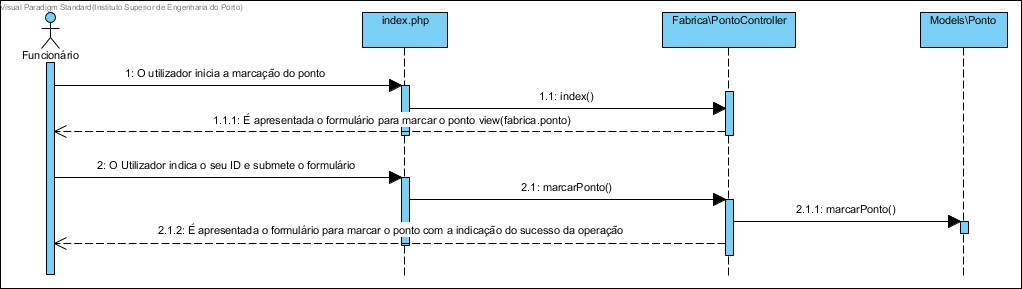 Visual Paradigm Standard(Instituto Superior de Engenharia do Porto)
Funcionário
index.php
Fabrica\PontoController
Models\Ponto
1: O utilizador inicia a marcação do ponto
1.1: index()
1.1.1: É apresentada o formulário para marcar o ponto view(fabrica.ponto)
2: O Utilizador indica o seu ID e submete o formulário
2.1: marcarPonto()
2.1.1: marcarPonto()
2.1.2: É apresentada o formulário para marcar o ponto com a indicação do sucesso da operação